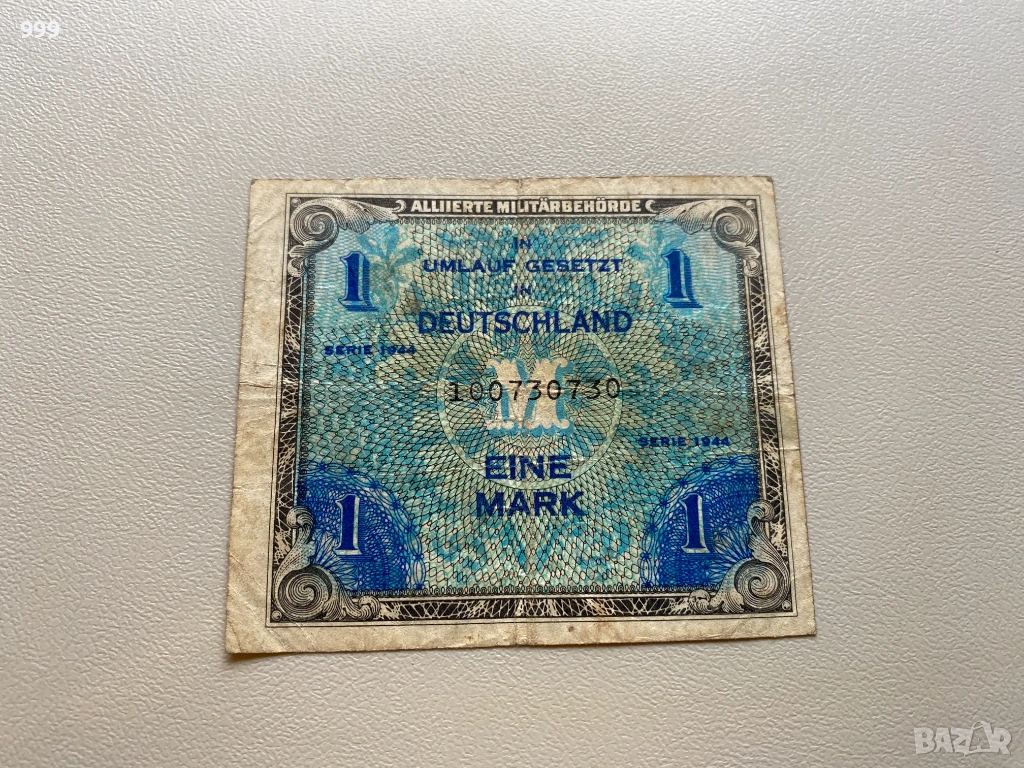 999
ALLIIERTE MILITÄRBEHÖRDE
IN
UMLAUF GESETZT
IN
DEUTSCHLAND
1 1
SERIE 1944
100730730
M
SERIE 1944
EINE
MARK
1 1
BAZAR